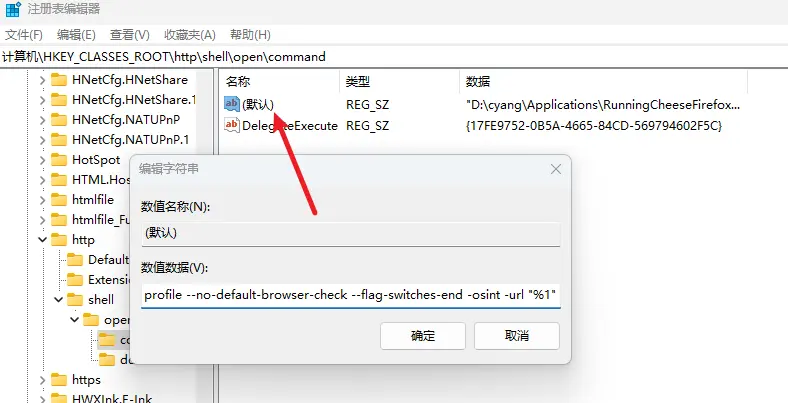 注册表编辑器
文件(F) 编辑(E) 查看(V) 收藏夹(A) 帮助(H)
计算机\HKEY_CLASSES_ROOT\http\shell\open\command
HNetCfg.HNetShare
HNetCfg.HNetShare.1
HNetCfg.NATUPnP
HNetCfg.NATUPnP.1
HotSpot
HTML.Hos
htmlfile
htmlfile_Fu
http
Default
Extensi
shell
open
co
https
HWXInk.E-Ink
名称 类型 数据
(默认) REG_SZ "D:\cyang\Applications\RunningCheeseFirefox...
DelegateExecute REG_SZ {17FE9752-0B5A-4665-84CD-569794602F5C}
编辑字符串
数值名称(N):
(默认)
数值数据(V):
profile --no-default-browser-check --flag-switches-end -osint -url "%1"
确定 取消